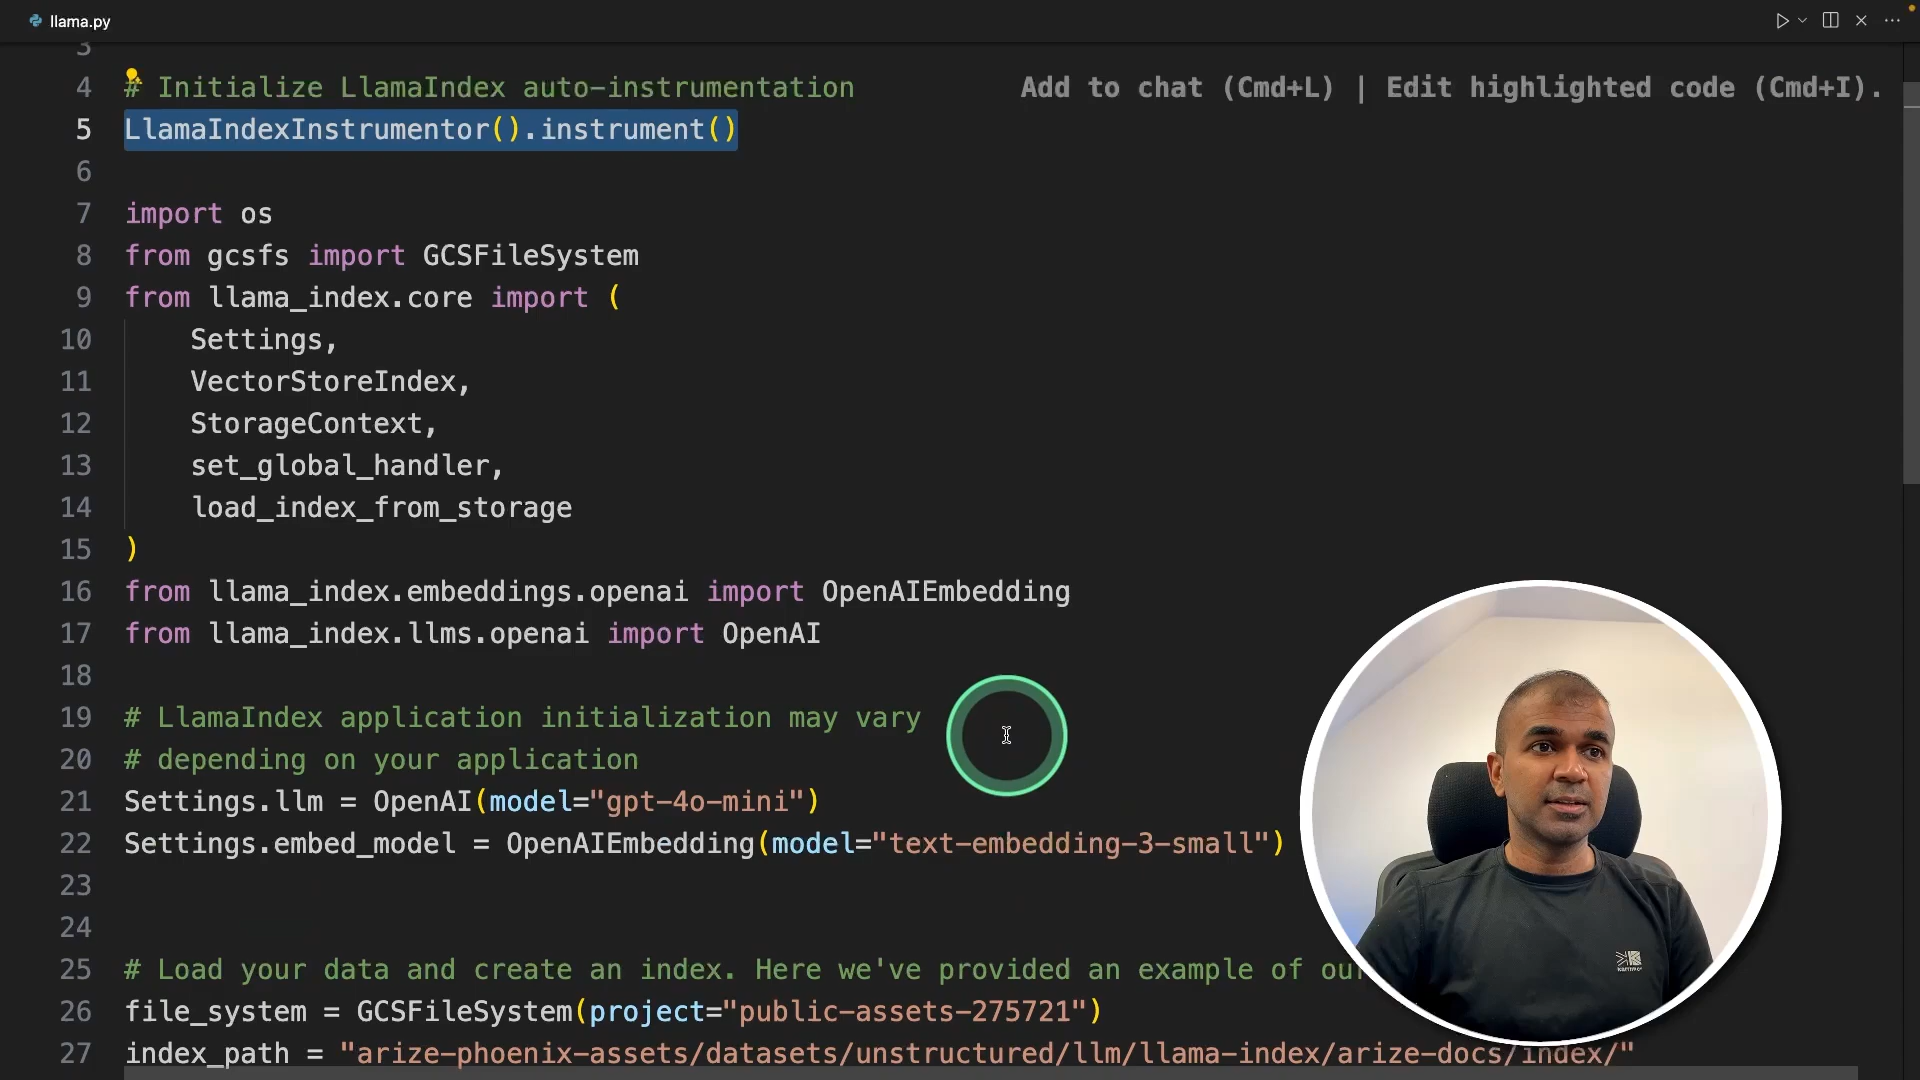 llama.py
3
4 # Initialize LlamaIndex auto-instrumentation Add to chat (Cmd+L) | Edit highlighted code (Cmd+I).
5 LlamaIndexInstrumentor().instrument()
6
7 import os
8 from gcsfs import GCSFileSystem
9 from llama_index.core import (
10 Settings,
11 VectorStoreIndex,
12 StorageContext,
13 set_global_handler,
14 load_index_from_storage
15 )
16 from llama_index.embeddings.openai import OpenAIEmbedding
17 from llama_index.llms.openai import OpenAI
18
19 # LlamaIndex application initialization may vary
20 # depending on your application
21 Settings.llm = OpenAI(model="gpt-4o-mini")
22 Settings.embed_model = OpenAIEmbedding(model="text-embedding-3-small")
23
24
25 # Load your data and create an index. Here we've provided an example of our
26 file_system = GCSFileSystem(project="public-assets-275721")
27 index_path = "arize-phoenix-assets/datasets/unstructured/llm/llama-index/arize-docs/index/"